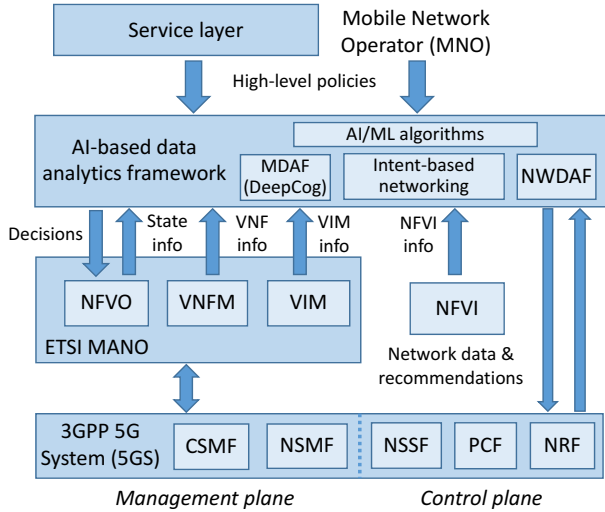 Service layer
Mobile Network
Operator (MNO)
High-level policies
AI-based data
analytics framework
AI/ML algorithms
MDAF
(DeepCog)
Intent-based
networking
NWDAF
Decisions
State
info
VNF
info
VIM
info
NFVI
info
NFVO
VNFM
VIM
ETSI MANO
NFVI
Network data &
recommendations
3GPP 5G
System (5GS)
CSMF
NSMF
NSSF
PCF
NRF
Management plane
Control plane